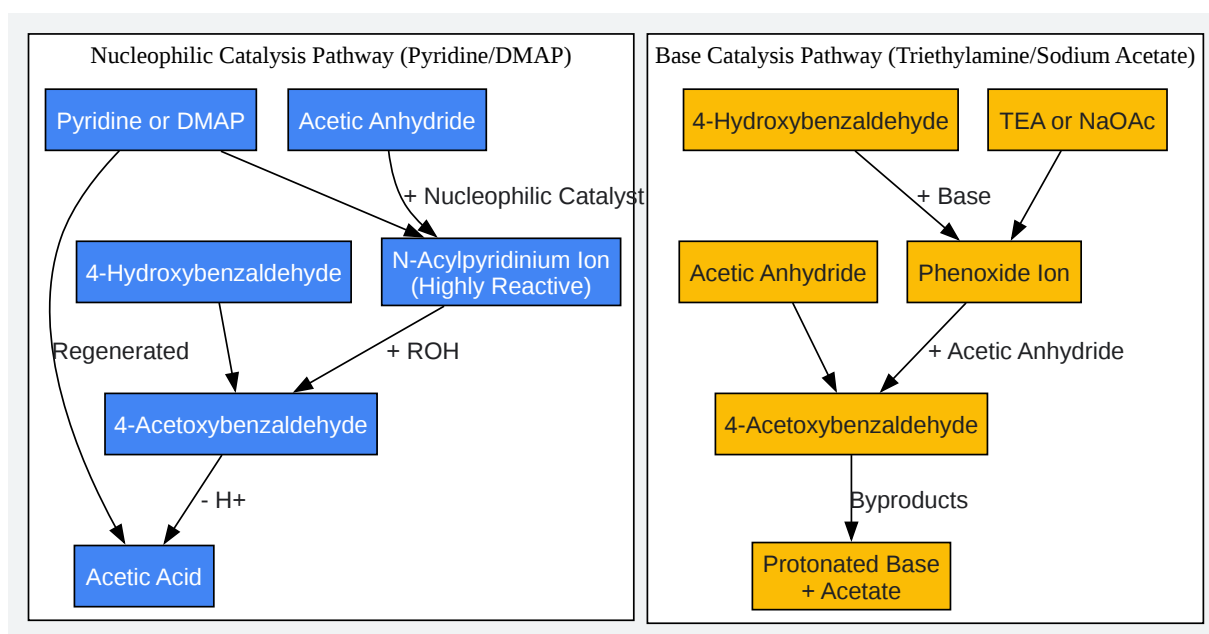 Nucleophilic Catalysis Pathway (Pyridine/DMAP)
Pyridine or DMAP
Acetic Anhydride
+ Nucleophilic Catalyst
4-Hydroxybenzaldehyde
N-Acylpyridinium Ion
(Highly Reactive)
Regenerated
+ ROH
4-Acetoxybenzaldehyde
- H+
Acetic Acid
Base Catalysis Pathway (Triethylamine/Sodium Acetate)
4-Hydroxybenzaldehyde
TEA or NaOAc
+ Base
Acetic Anhydride
Phenoxide Ion
+ Acetic Anhydride
4-Acetoxybenzaldehyde
Byproducts
Protonated Base
+ Acetate